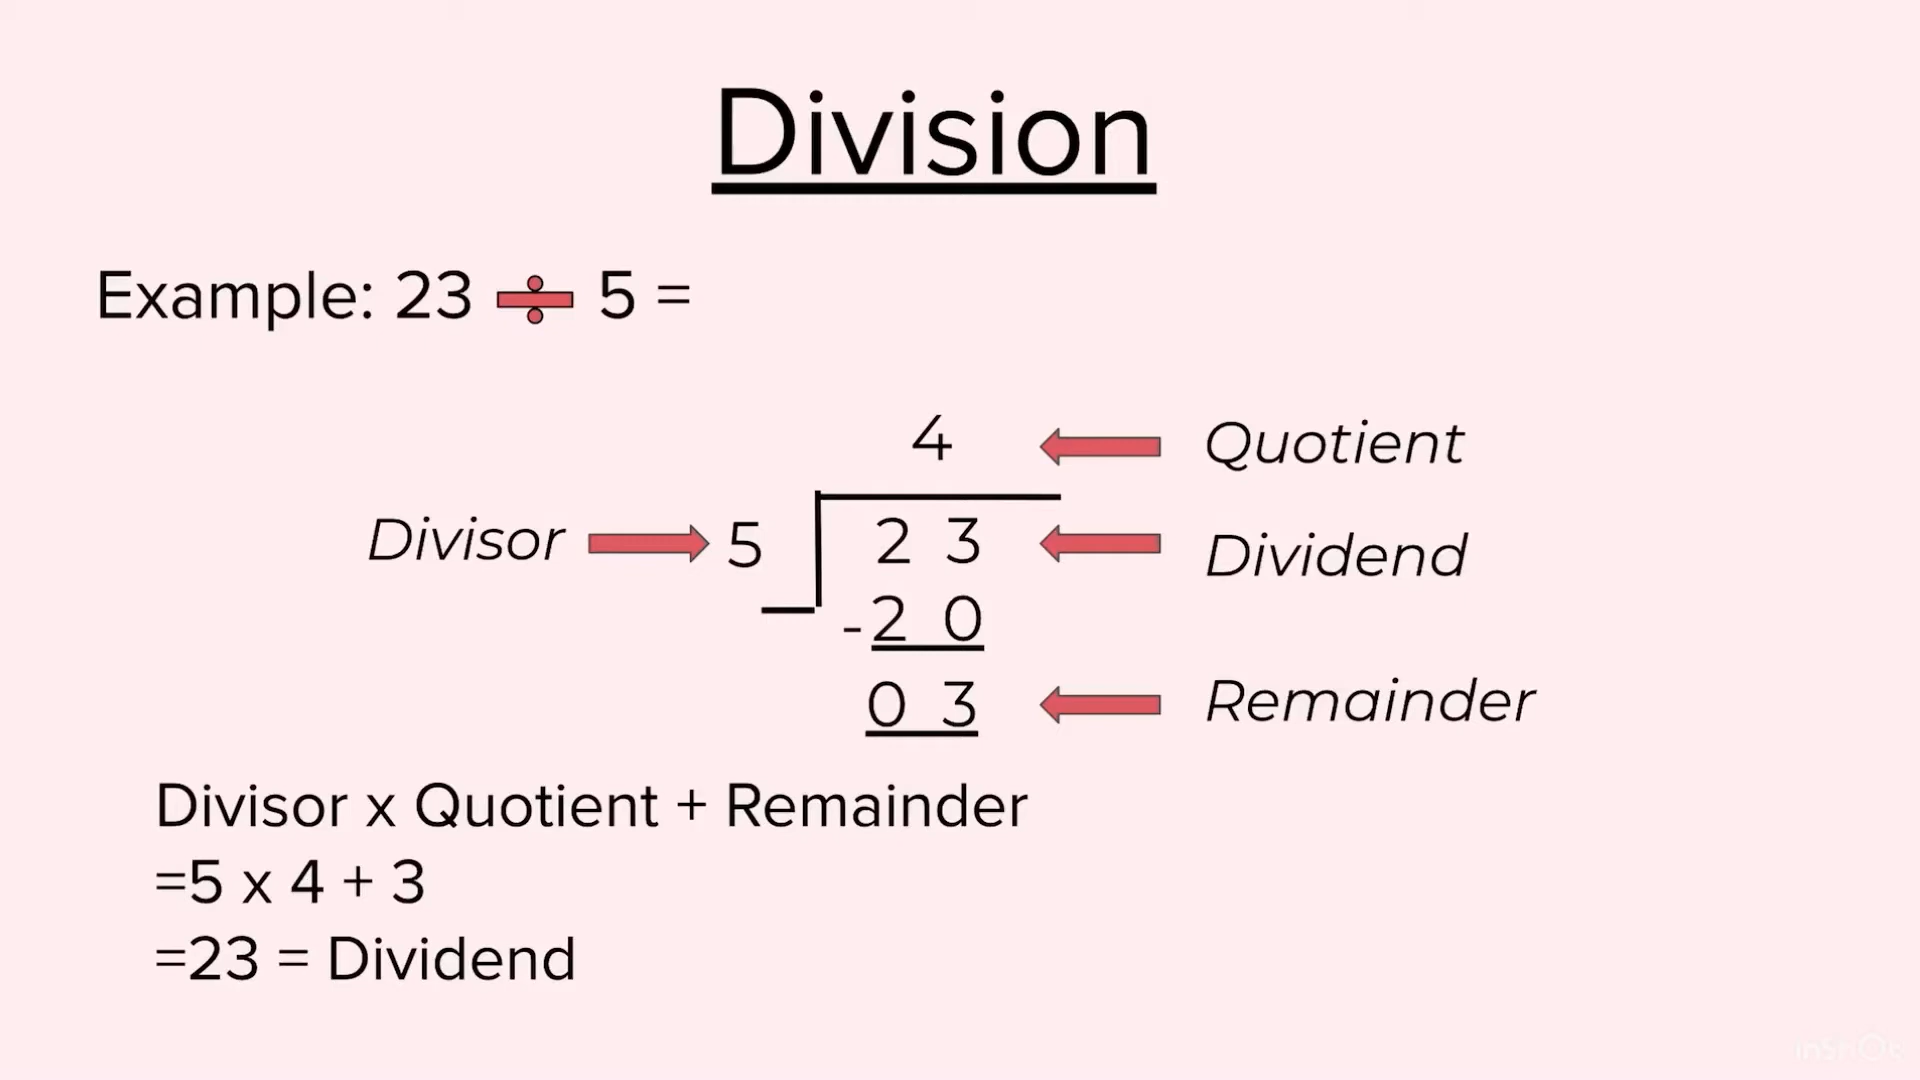 Division
Example: 23 ÷ 5 =
4 Quotient
Divisor 5 2 3 Dividend
-2 0
0 3 Remainder
Divisor x Quotient + Remainder
=5 x 4 + 3
=23 = Dividend